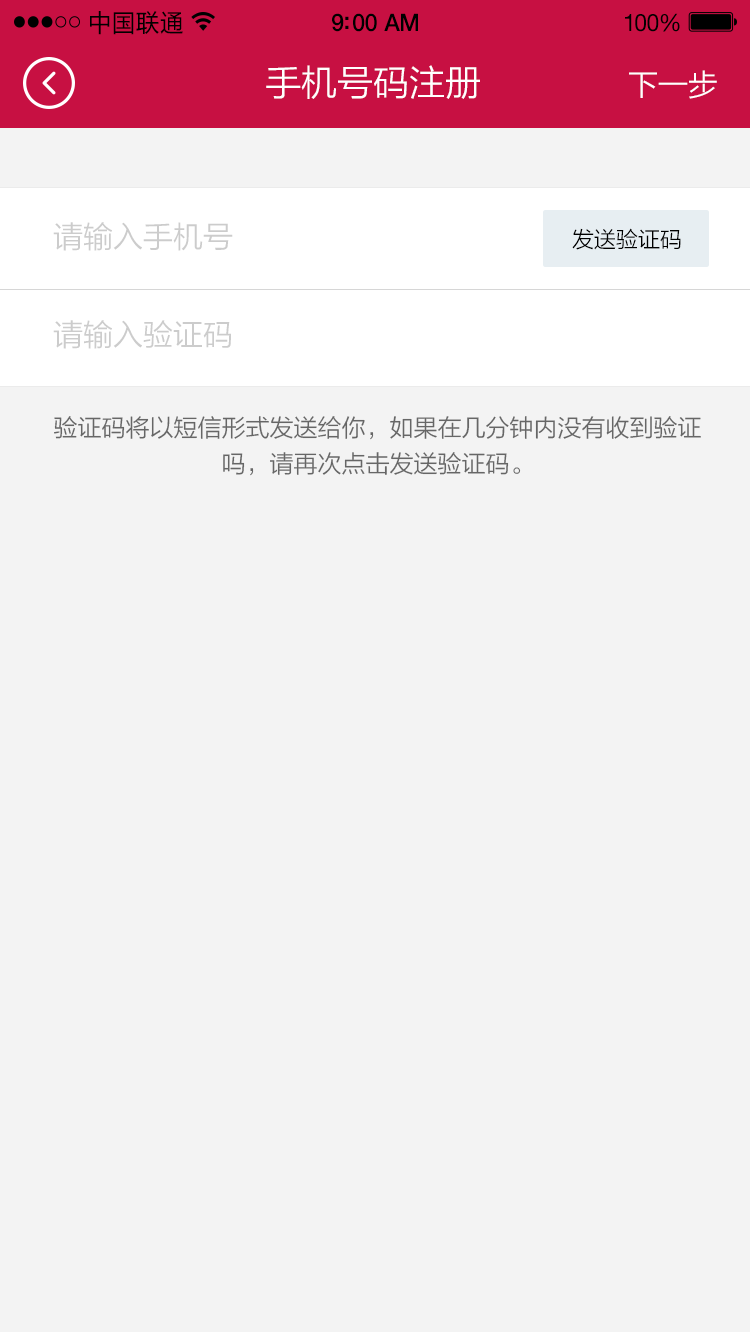 中国联通 9:00 AM 100%
手机号码注册 下一步
请输入手机号 发送验证码
请输入验证码
验证码将以短信形式发送给你，如果在几分钟内没有收到验证
吗，请再次点击发送验证码。